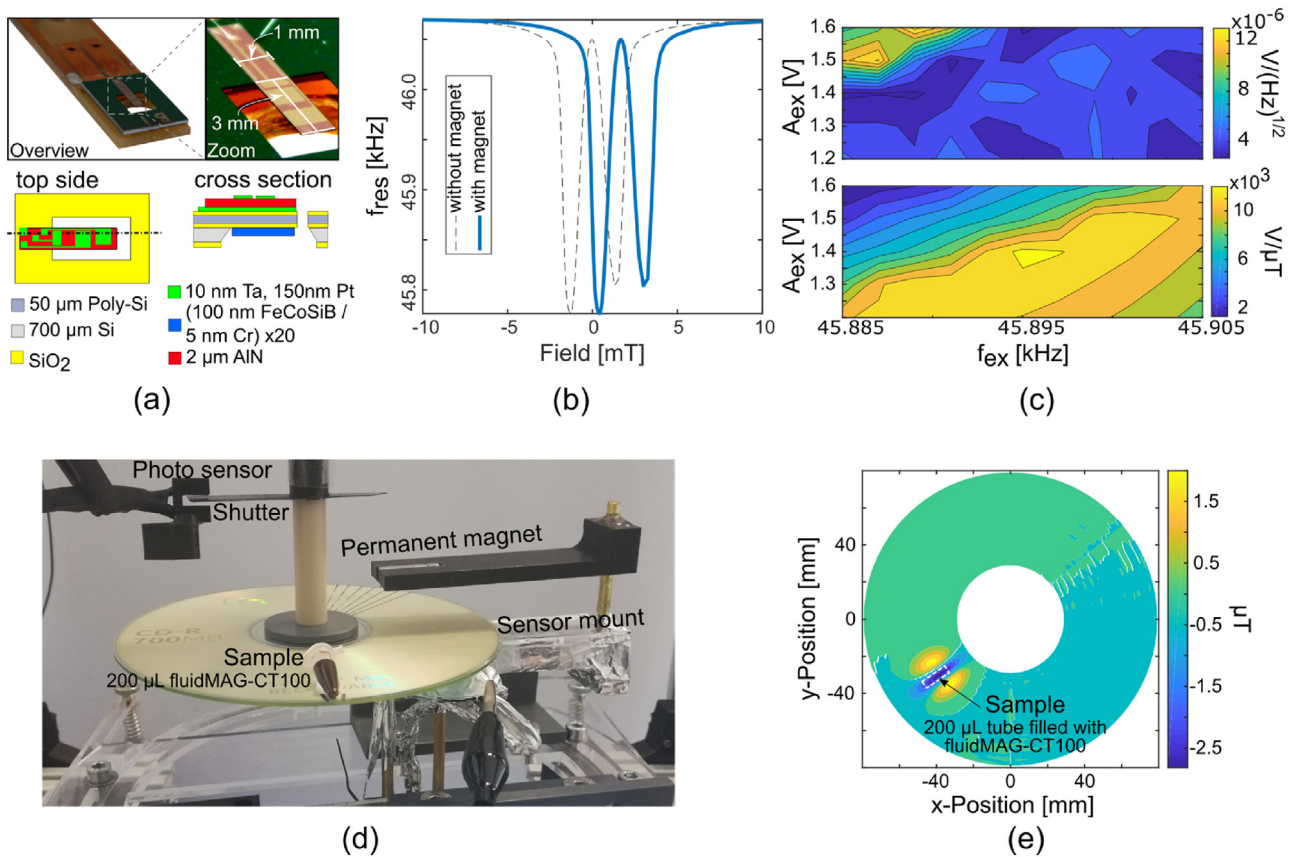 1 mm
3 mm
Overview
Zoom
top side
cross section
50 µm Poly-Si
700 µm Si
SiO2
10 nm Ta, 150nm Pt
(100 nm FeCoSiB /
5 nm Cr) x20
2 µm AlN
(a)
fres [kHz]
46.0
45.9
45.8
without magnet
with magnet
-10
-5
0
5
10
Field [mT]
(b)
Aex [V]
1.6
1.5
1.4
1.3
1.2
x10-6
12
10
8
6
4
V/(Hz)1/2
Aex [V]
1.6
1.5
1.4
1.3
x103
10
6
2
V/µT
45.885
45.895
45.905
fex [kHz]
(c)
Photo sensor
Shutter
Permanent magnet
Sensor mount
CD-R
700MB
Sample
200 µL fluidMAG-CT100
(d)
y-Position [mm]
40
0
-40
Sample
200 µL tube filled with
fluidMAG-CT100
-40
0
40
x-Position [mm]
1.5
0.5
-0.5
-1.5
-2.5
µT
(e)